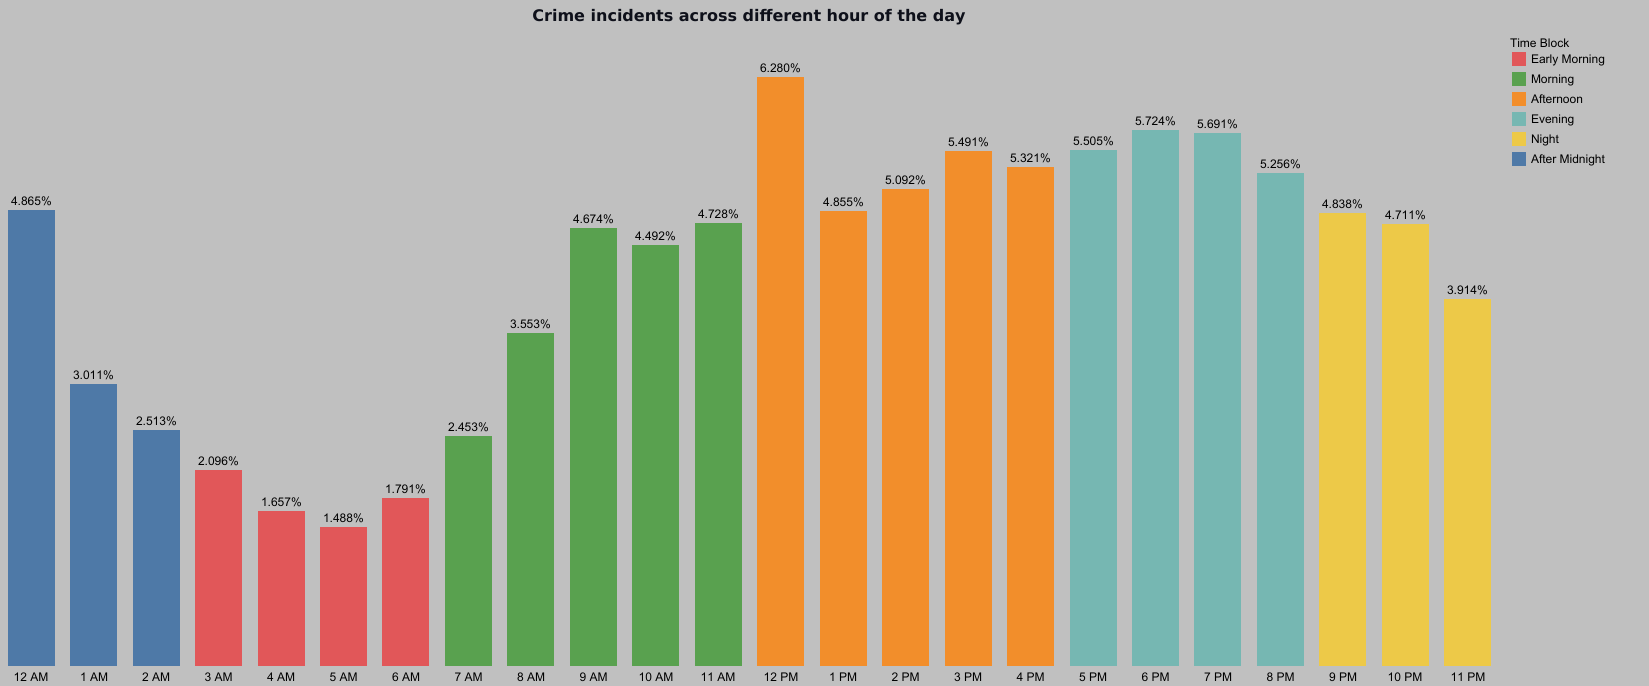 Crime incidents across different hour of the day
Time Block
Early Morning
Morning
Afternoon
Evening
Night
After Midnight
4.865%
3.011%
2.513%
2.096%
1.657%
1.488%
1.791%
2.453%
3.553%
4.674%
4.492%
4.728%
6.280%
4.855%
5.092%
5.491%
5.321%
5.505%
5.724%
5.691%
5.256%
4.838%
4.711%
3.914%
12 AM 1 AM 2 AM 3 AM 4 AM 5 AM 6 AM 7 AM 8 AM 9 AM 10 AM 11 AM 12 PM 1 PM 2 PM 3 PM 4 PM 5 PM 6 PM 7 PM 8 PM 9 PM 10 PM 11 PM